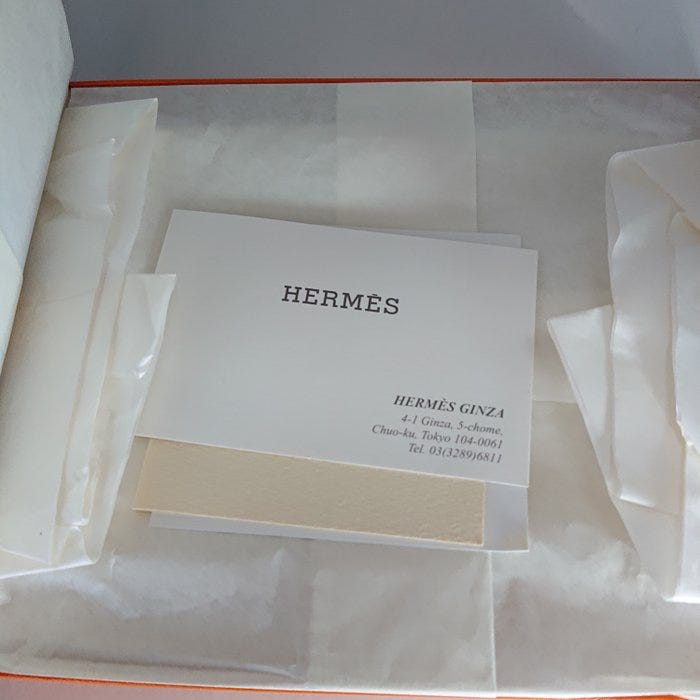 HERMÈS
HERMÈS GINZA
4-1 Ginza, 5-chome,
Chuo-ku, Tokyo 104-0061
Tel. 03(3289)6811